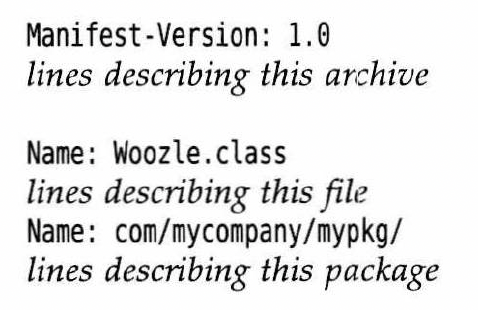 Manifest-Version: 1.0
lines describing this archive
Name: Woozle.class
lines describing this file
Name: com/mycompany/mypkg/
lines describing this package